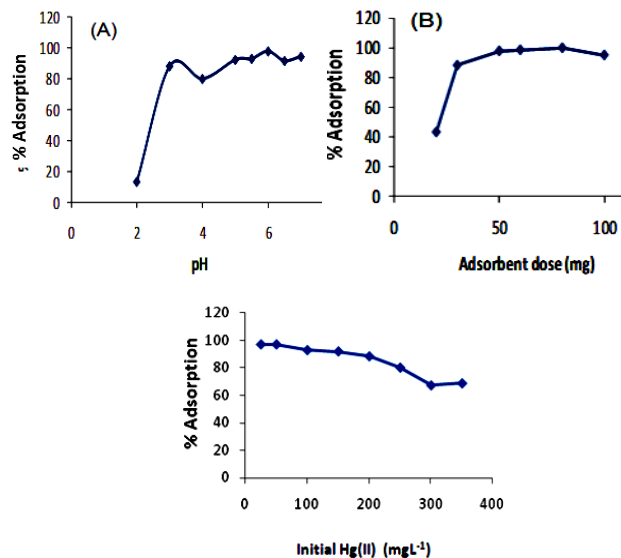 (A)
120
100
80
60
40
20
0
0 2 4 6
pH
ς % Adsorption
(B)
120
100
80
60
40
20
0
0 50 100
Adsorbent dose (mg)
% Adsorption
120
100
80
60
40
20
0
0 100 200 300 400
Initial Hg(II) (mgL⁻¹)
% Adsorption